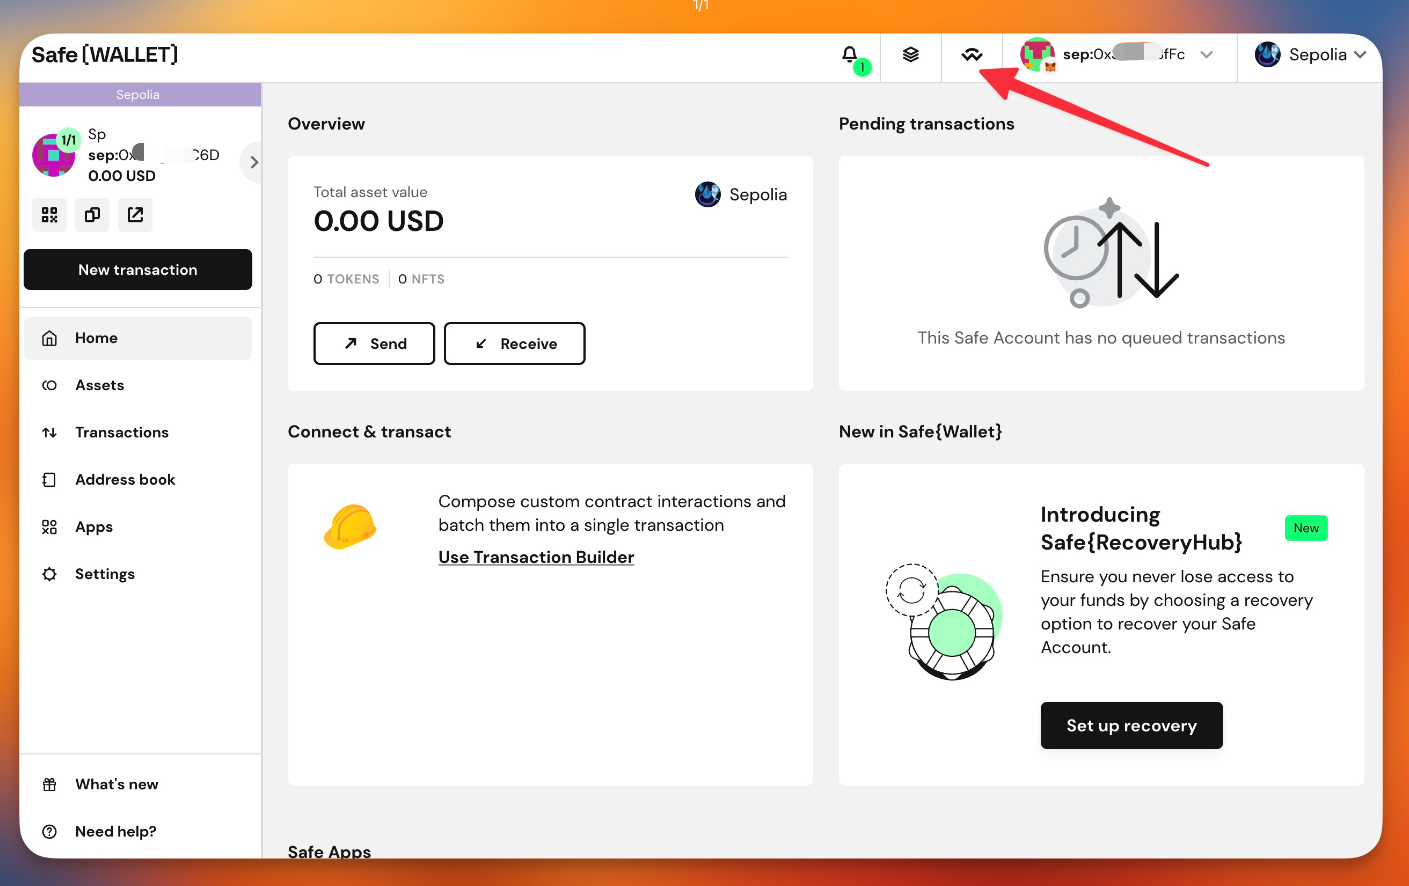 1/1
Safe{WALLET}
1
sep:0x
fFc
Sepolia
Sepolia
1/1
Sp
sep:0x
C6D
0.00 USD
New transaction
Home
Assets
Transactions
Address book
Apps
Settings
What's new
Need help?
Overview
Total asset value
Sepolia
0.00 USD
0 TOKENS
0 NFTS
Send
Receive
Pending transactions
This Safe Account has no queued transactions
Connect & transact
Compose custom contract interactions and
batch them into a single transaction
Use Transaction Builder
New in Safe{Wallet}
Introducing
Safe{RecoveryHub}
New
Ensure you never lose access to
your funds by choosing a recovery
option to recover your Safe
Account.
Set up recovery
Safe Apps